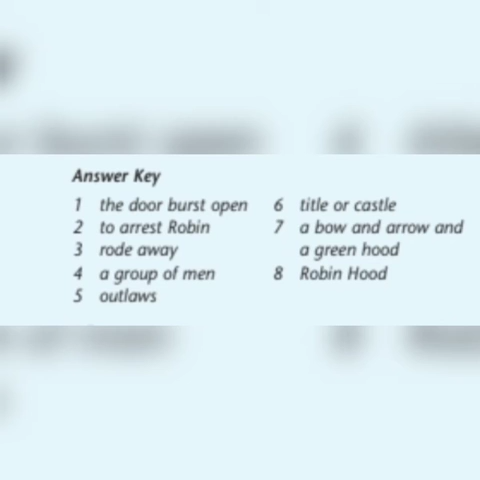 Answer Key
1 the door burst open
2 to arrest Robin
3 rode away
4 a group of men
5 outlaws
6 title or castle
7 a bow and arrow and
a green hood
8 Robin Hood